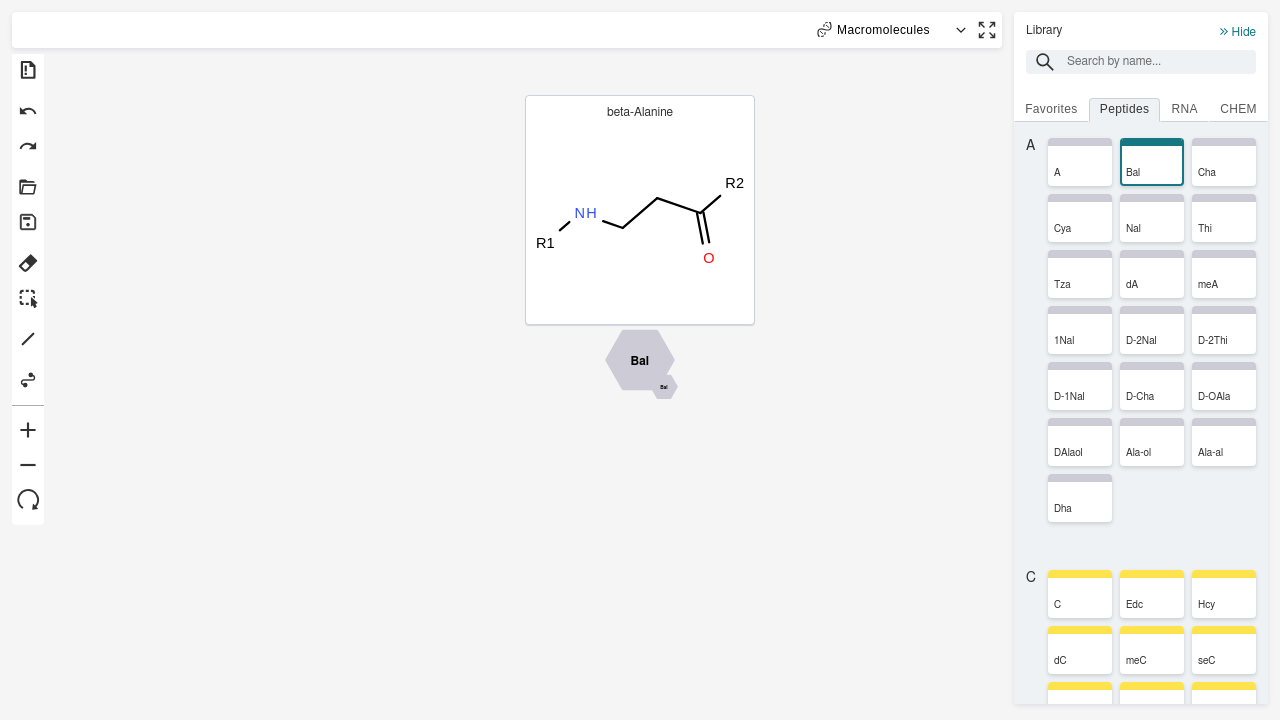 Macromolecules
Library
Hide
Search by name...
Favorites
Peptides
RNA
CHEM
beta-Alanine
R2
NH
R1
O
Bal
Bal
A
A
Bal
Cha
Cya
Nal
Thi
Tza
dA
meA
1Nal
D-2Nal
D-2Thi
D-1Nal
D-Cha
D-OAla
DAlaol
Ala-ol
Ala-al
Dha
C
C
Edc
Hcy
dC
meC
seC